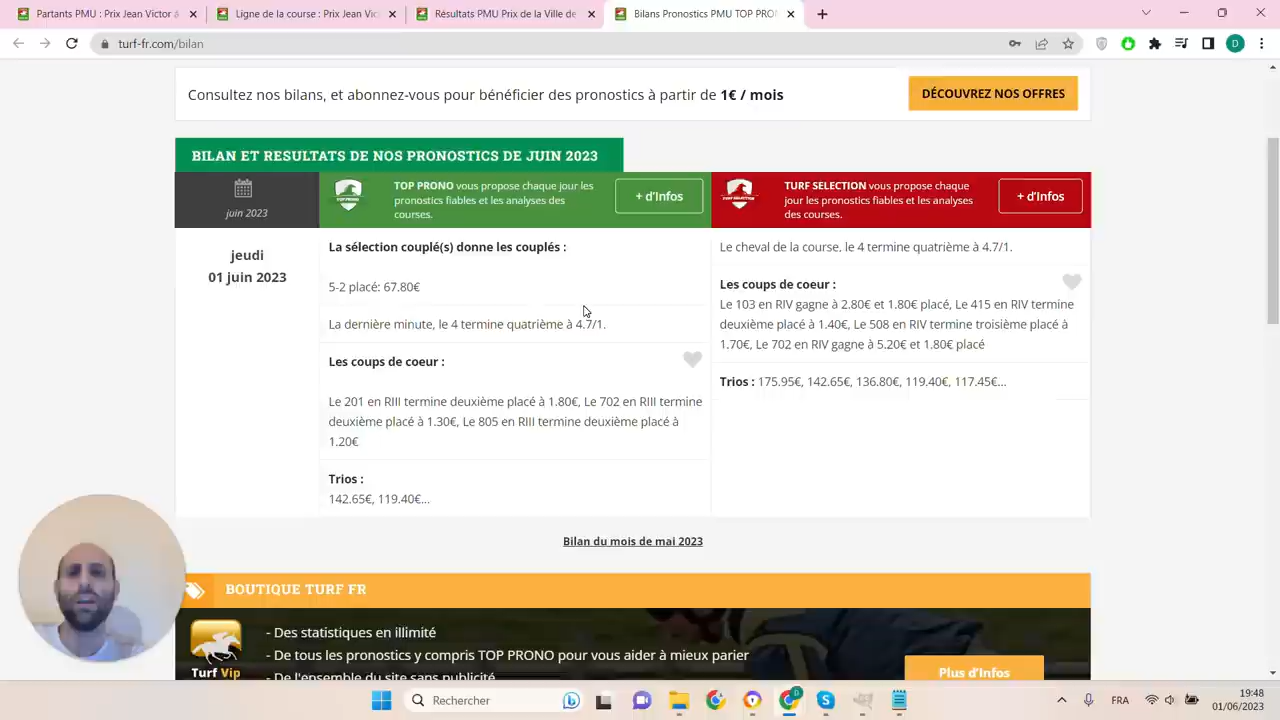 Pronostics PMU : Prix Jean Victor
Ligne de la course : Prix Jean Vic
Pronostics PMU Prix de la Ville de
Bilans Pronostics PMU TOP PRON
turf-fr.com/bilan
D
Consultez nos bilans, et abonnez-vous pour bénéficier des pronostics à partir de 1€ / mois
DÉCOUVREZ NOS OFFRES
BILAN ET RESULTATS DE NOS PRONOSTICS DE JUIN 2023
juin 2023
TOP PRONO vous propose chaque jour les
pronostics fiables et les analyses des
courses.
+ d'Infos
TURF SELECTION vous propose chaque
jour les pronostics fiables et les analyses
des courses.
+ d'Infos
jeudi
01 juin 2023
La sélection couplé(s) donne les couplés :
5-2 placé: 67.80€
La dernière minute, le 4 termine quatrième à 4.7/1.
Les coups de coeur :
Le 201 en RIII termine deuxième placé à 1.80€, Le 702 en RIII termine
deuxième placé à 1.30€, Le 805 en RIII termine deuxième placé à
1.20€
Trios :
142.65€, 119.40€...
Le cheval de la course, le 4 termine quatrième à 4.7/1.
Les coups de coeur :
Le 103 en RIV gagne à 2.80€ et 1.80€ placé, Le 415 en RIV termine
deuxième placé à 1.40€, Le 508 en RIV termine troisième placé à
1.70€, Le 702 en RIV gagne à 5.20€ et 1.80€ placé
Trios : 175.95€, 142.65€, 136.80€, 119.40€, 117.45€...
Bilan du mois de mai 2023
BOUTIQUE TURF FR
Turf Vip
- Des statistiques en illimité
- De tous les pronostics y compris TOP PRONO pour vous aider à mieux parier
- De l'ensemble du site sans publicité
Plus d'Infos
Rechercher
FRA
19:48
01/06/2023